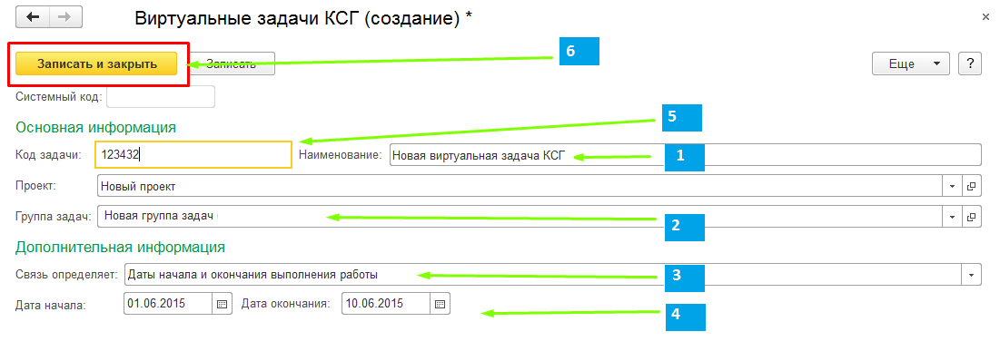 Виртуальные задачи КСГ (создание) *
6
Записать и закрыть Записать Еще ?
Системный код:
5
Основная информация
Код задачи: 123432 Наименование: Новая виртуальная задача КСГ 1
Проект: Новый проект
Группа задач: Новая группа задач 2
Дополнительная информация
Связь определяет: Даты начала и окончания выполнения работы 3
Дата начала: 01.06.2015 Дата окончания: 10.06.2015 4